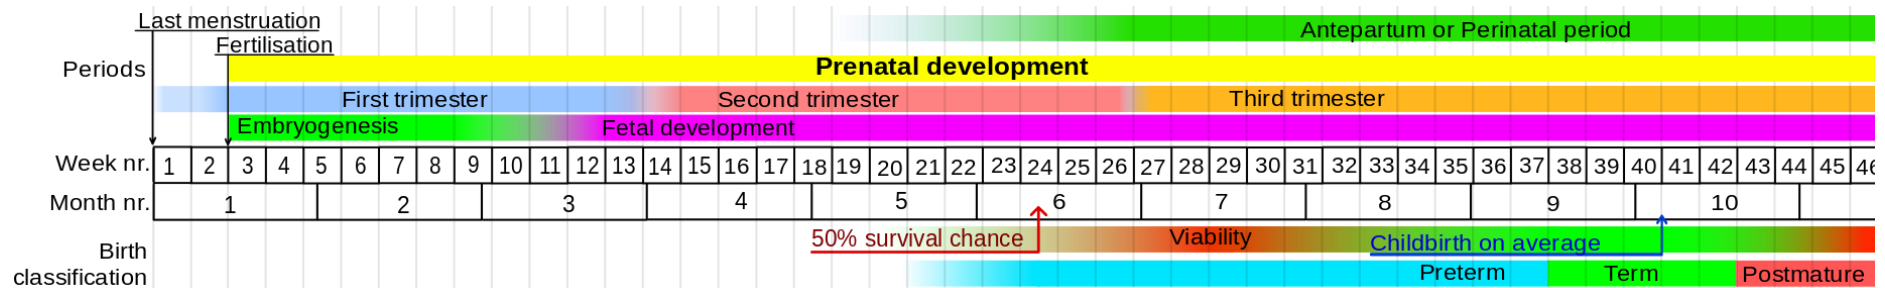 Last menstruation
Fertilisation
Antepartum or Perinatal period
Periods
Prenatal development
First trimester Second trimester Third trimester
Embryogenesis Fetal development
Week nr. 1 2 3 4 5 6 7 8 9 10 11 12 13 14 15 16 17 18 19 20 21 22 23 24 25 26 27 28 29 30 31 32 33 34 35 36 37 38 39 40 41 42 43 44 45 46
Month nr. 1 2 3 4 5 6 7 8 9 10
50% survival chance Viability Childbirth on average
Birth
classification
Preterm Term Postmature